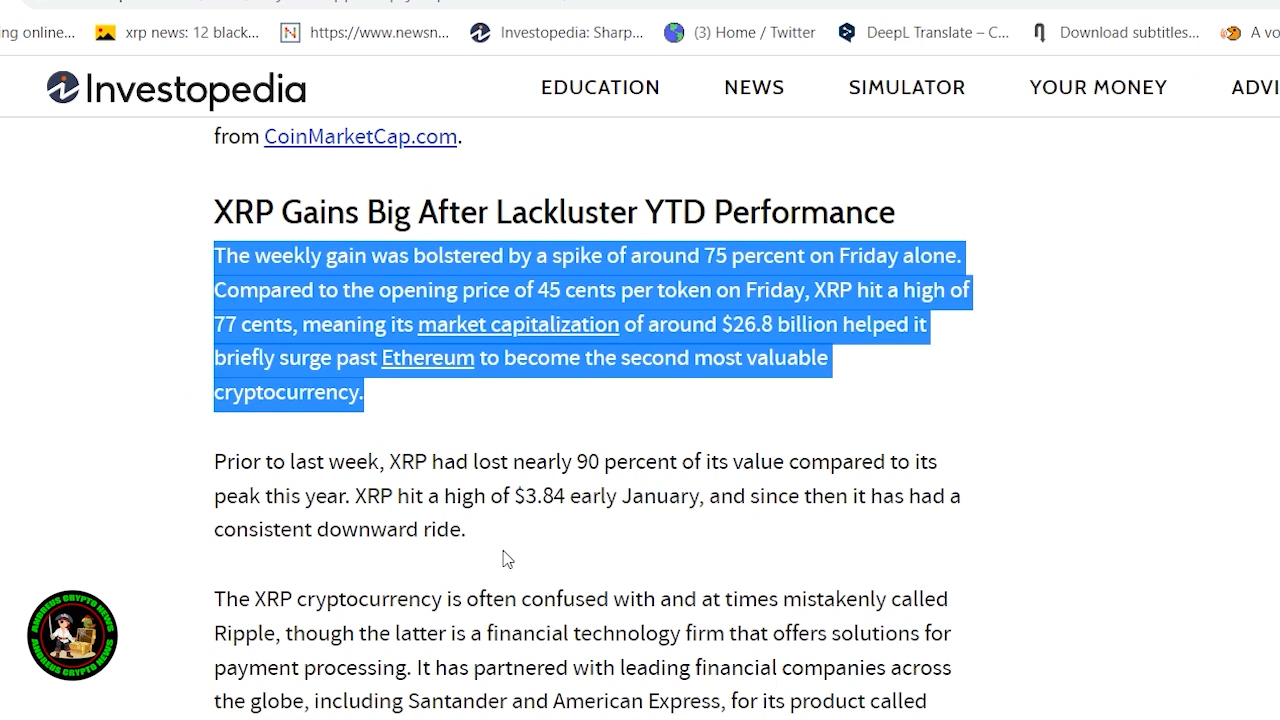 ng online...
xrp news: 12 black...
https://www.newsn...
Investopedia: Sharp...
(3) Home / Twitter
DeepL Translate – C...
Download subtitles...
A vo
Investopedia
EDUCATION
NEWS
SIMULATOR
YOUR MONEY
ADVI
from CoinMarketCap.com.
XRP Gains Big After Lackluster YTD Performance
The weekly gain was bolstered by a spike of around 75 percent on Friday alone.
Compared to the opening price of 45 cents per token on Friday, XRP hit a high of
77 cents, meaning its market capitalization of around $26.8 billion helped it
briefly surge past Ethereum to become the second most valuable
cryptocurrency.
Prior to last week, XRP had lost nearly 90 percent of its value compared to its
peak this year. XRP hit a high of $3.84 early January, and since then it has had a
consistent downward ride.
The XRP cryptocurrency is often confused with and at times mistakenly called
Ripple, though the latter is a financial technology firm that offers solutions for
payment processing. It has partnered with leading financial companies across
the globe, including Santander and American Express, for its product called
ANDREUS CRYPTO NEWS
ANDREUS CRYPTO NEWS